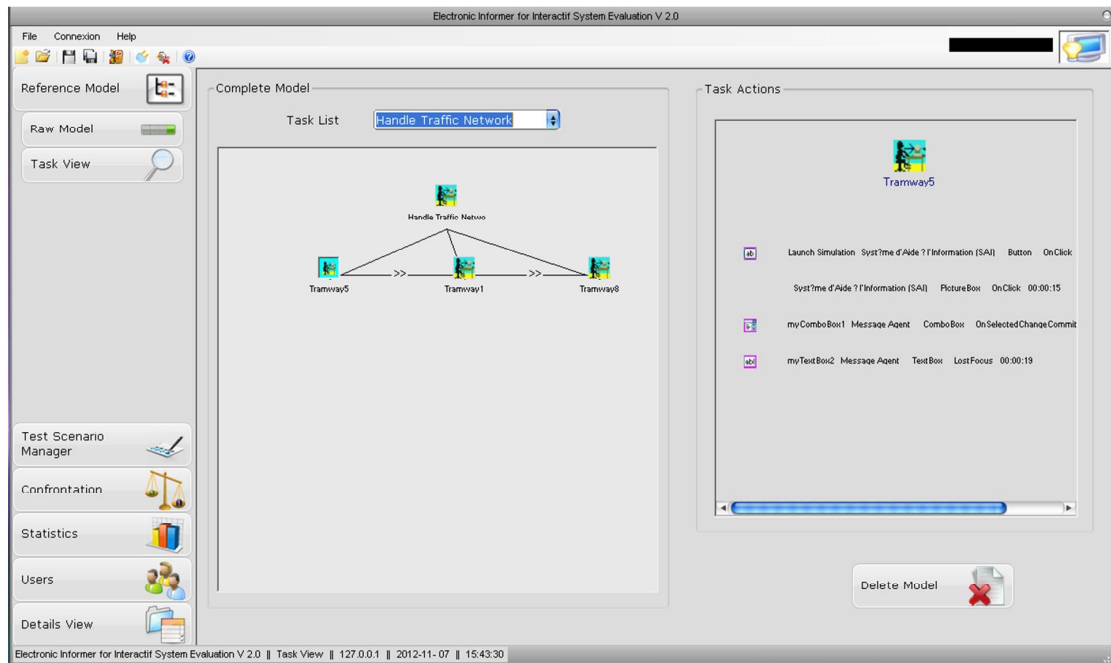 Electronic Informer for Interactif System Evaluation V 2.0
File Connexion Help
Reference Model
Raw Model
Task View
Test Scenario
Manager
Confrontation
Statistics
Users
Details View
Complete Model
Task List Handle Traffic Network
Handle Traffic Netwo
Tramway5 >> Tramway1 >> Tramway8
Task Actions
Tramway5
Launch Simulation Syst?me d'Aide ? l'Information (SAI) Button OnClick
Syst?me d'Aide ? l'Information (SAI) PictureBox OnClick 00:00:15
myComboBox1 Message Agent ComboBox OnSelectedChangeCommit
myTextBox2 Message Agent TextBox LostFocus 00:00:19
Delete Model
Electronic Informer for Interactif System Evaluation V 2.0 || Task View || 127.0.0.1 || 2012-11- 07 || 15:43:30